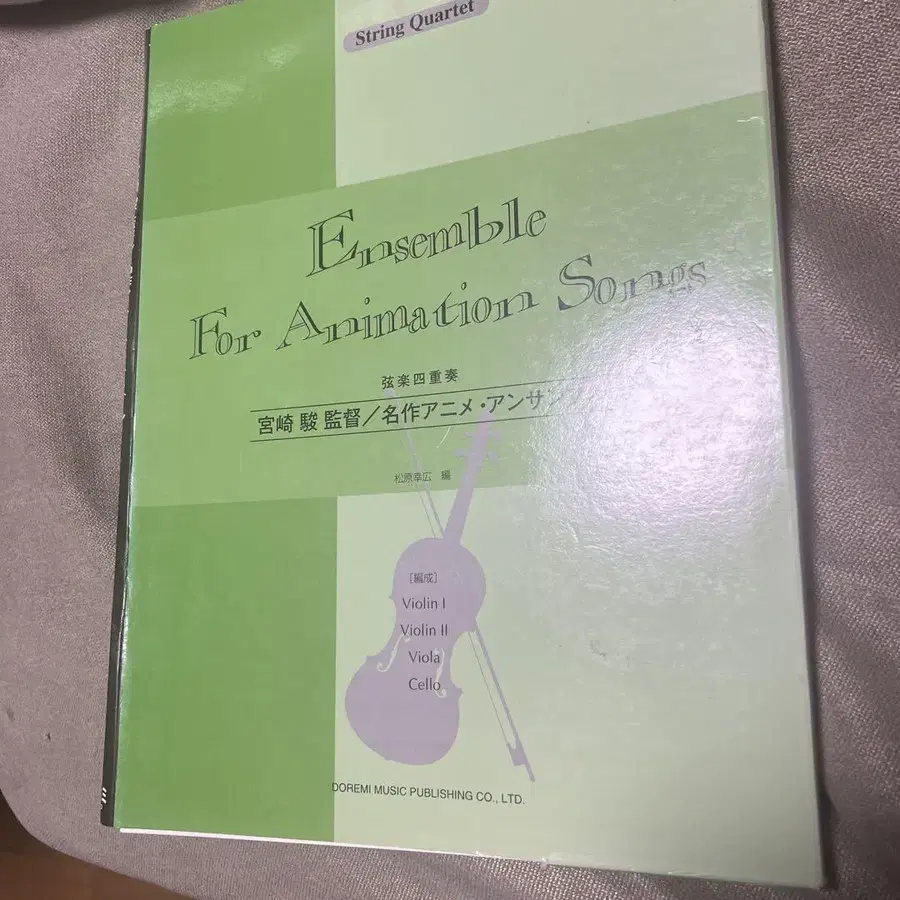 String Quartet
Ensemble
For Animation Songs
弦楽四重奏
宮崎 駿 監督／名作アニメ・アンサン
松原幸広 編
[編成]
Violin I
Violin II
Viola
Cello
DOREMI MUSIC PUBLISHING CO., LTD.